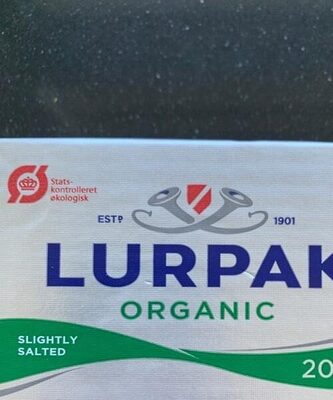 Ø
Stats-
kontrolleret
økologisk
ESTD 1901
LURPAK
ORGANIC
SLIGHTLY
SALTED
20